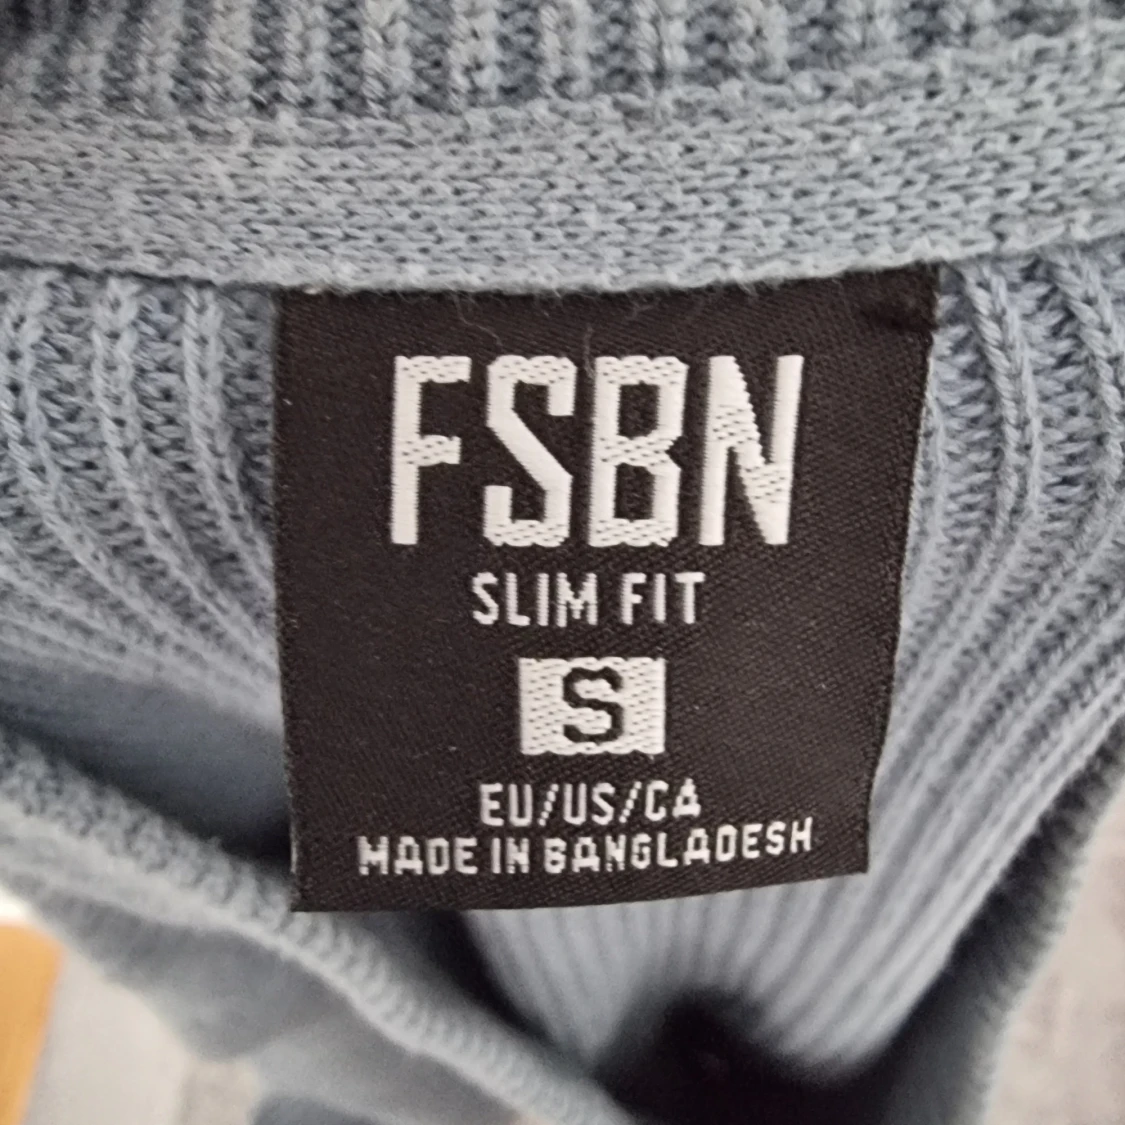 FSBN
SLIM FIT
S
EU/US/CA
MADE IN BANGLADESH